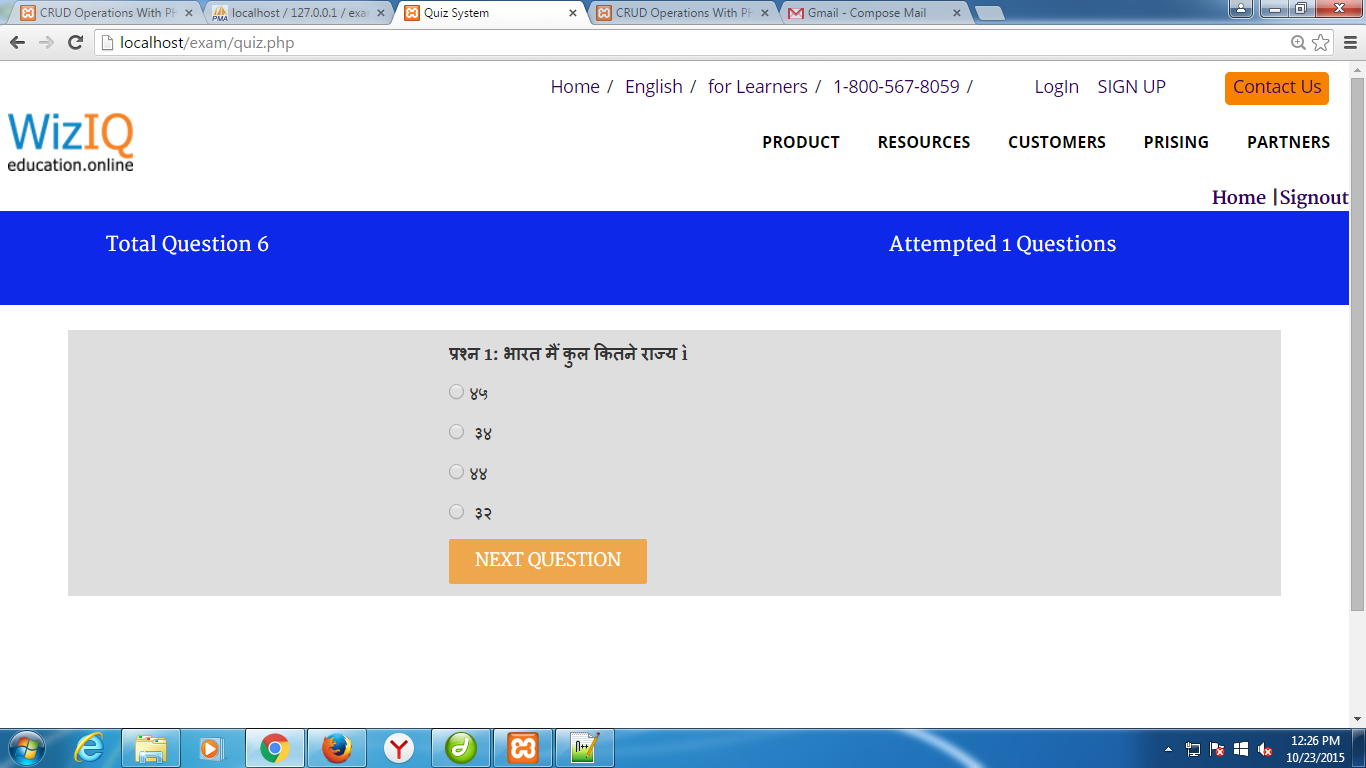 CRUD Operations With PH
localhost / 127.0.0.1 / exa
Quiz System
CRUD Operations With PH
Gmail - Compose Mail
localhost/exam/quiz.php
Home / English / for Learners / 1-800-567-8059 / LogIn SIGN UP Contact Us
WizIQ
education.online
PRODUCT RESOURCES CUSTOMERS PRISING PARTNERS
Home |Signout
Total Question 6 Attempted 1 Questions
प्रश्न 1: भारत मैं कुल कितने राज्य ì
४५
३४
४४
३२
NEXT QUESTION
12:26 PM
10/23/2015